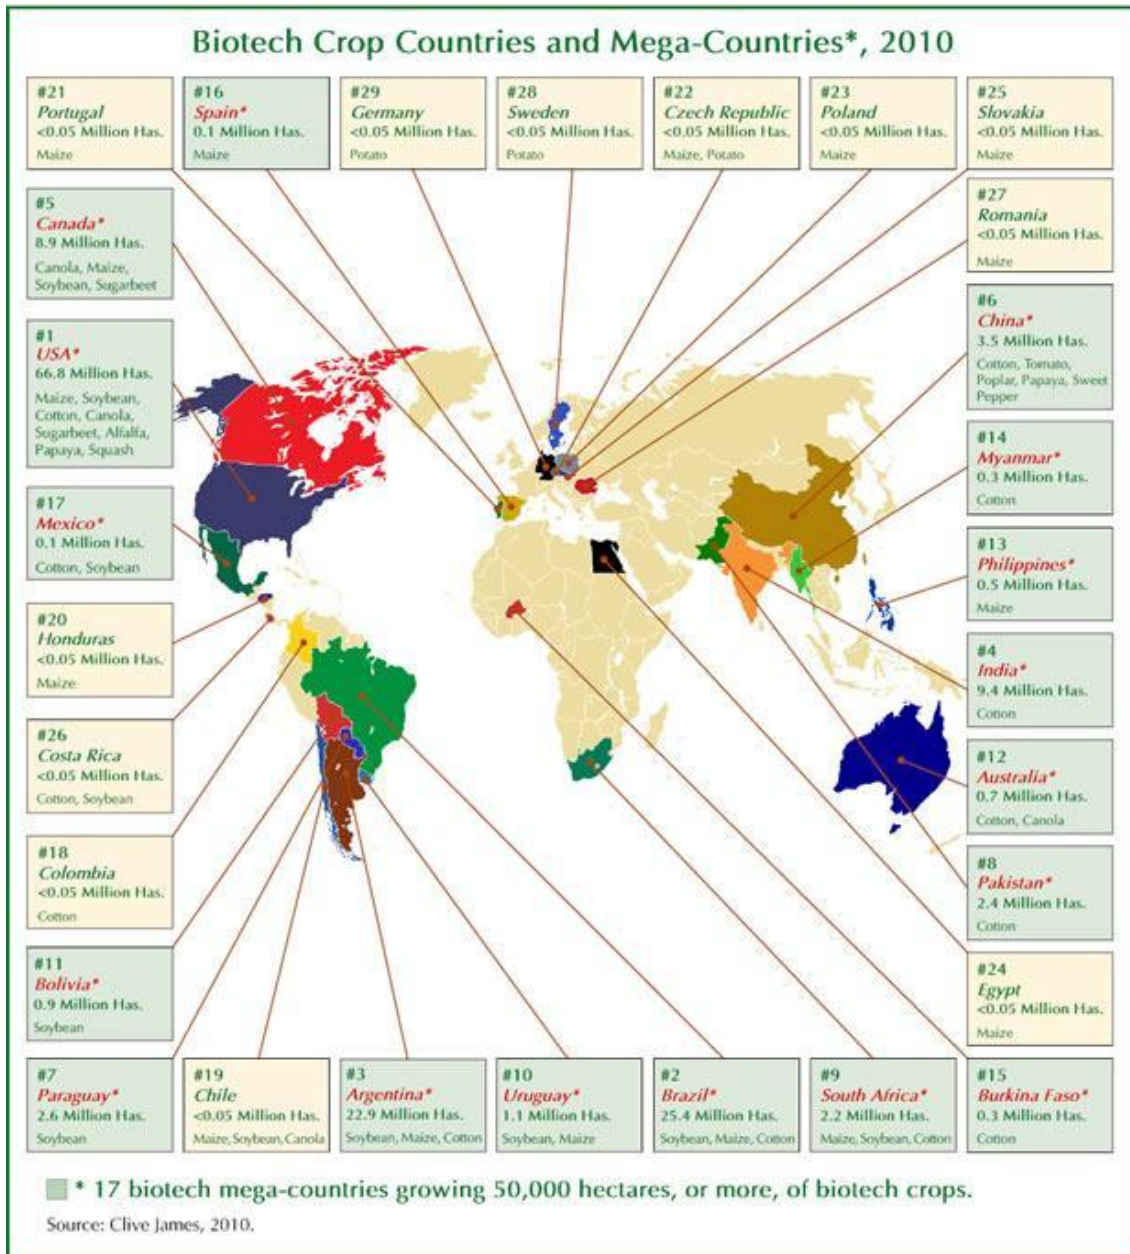 Biotech Crop Countries and Mega-Countries*, 2010
#21
Portugal
<0.05 Million Has.
Maize
#16
Spain*
0.1 Million Has.
Maize
#29
Germany
<0.05 Million Has.
Potato
#28
Sweden
<0.05 Million Has.
Potato
#22
Czech Republic
<0.05 Million Has.
Maize, Potato
#23
Poland
<0.05 Million Has.
Maize
#25
Slovakia
<0.05 Million Has.
Maize
#5
Canada*
8.9 Million Has.
Canola, Maize,
Soybean, Sugarbeet
#27
Romania
<0.05 Million Has.
Maize
#1
USA*
66.8 Million Has.
Maize, Soybean,
Cotton, Canola,
Sugarbeet, Alfalfa,
Papaya, Squash
#6
China*
3.5 Million Has.
Cotton, Tomato,
Poplar, Papaya, Sweet
Pepper
#17
Mexico*
0.1 Million Has.
Cotton, Soybean
#14
Myanmar*
0.3 Million Has.
Cotton
#13
Philippines*
0.5 Million Has.
Maize
#20
Honduras
<0.05 Million Has.
Maize
#4
India*
9.4 Million Has.
Cotton
#26
Costa Rica
<0.05 Million Has.
Cotton, Soybean
#12
Australia*
0.7 Million Has.
Cotton, Canola
#18
Colombia
<0.05 Million Has.
Cotton
#8
Pakistan*
2.4 Million Has.
Cotton
#11
Bolivia*
0.9 Million Has.
Soybean
#24
Egypt
<0.05 Million Has.
Maize
#7
Paraguay*
2.6 Million Has.
Soybean
#19
Chile
<0.05 Million Has.
Maize, Soybean, Canola
#3
Argentina*
22.9 Million Has.
Soybean, Maize, Cotton
#10
Uruguay*
1.1 Million Has.
Soybean, Maize
#2
Brazil*
25.4 Million Has.
Soybean, Maize, Cotton
#9
South Africa*
2.2 Million Has.
Maize, Soybean, Cotton
#15
Burkina Faso*
0.3 Million Has.
Cotton
* 17 biotech mega-countries growing 50,000 hectares, or more, of biotech crops.
Source: Clive James, 2010.